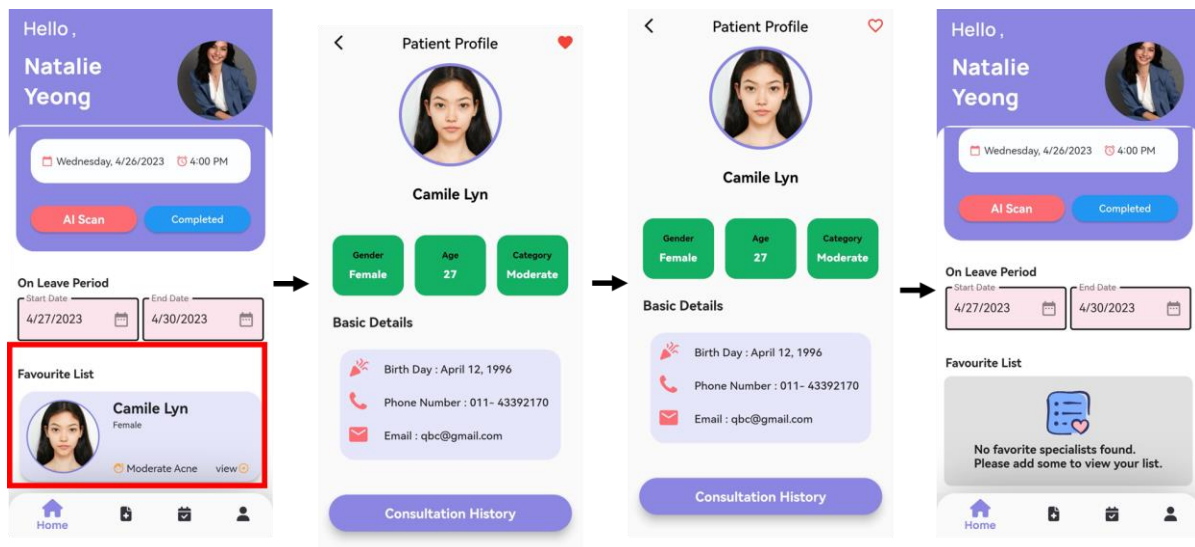 Hello ,
Natalie
Yeong
Wednesday, 4/26/2023 4:00 PM
AI Scan Completed
On Leave Period
Start Date End Date
4/27/2023 4/30/2023
Favourite List
Camile Lyn
Female
Moderate Acne view
Home
Patient Profile
Camile Lyn
Gender Age Category
Female 27 Moderate
Basic Details
Birth Day : April 12, 1996
Phone Number : 011- 43392170
Email : qbc@gmail.com
Consultation History
Patient Profile
Camile Lyn
Gender Age Category
Female 27 Moderate
Basic Details
Birth Day : April 12, 1996
Phone Number : 011- 43392170
Email : qbc@gmail.com
Consultation History
Hello ,
Natalie
Yeong
Wednesday, 4/26/2023 4:00 PM
AI Scan Completed
On Leave Period
Start Date End Date
4/27/2023 4/30/2023
Favourite List
No favorite specialists found.
Please add some to view your list.
Home